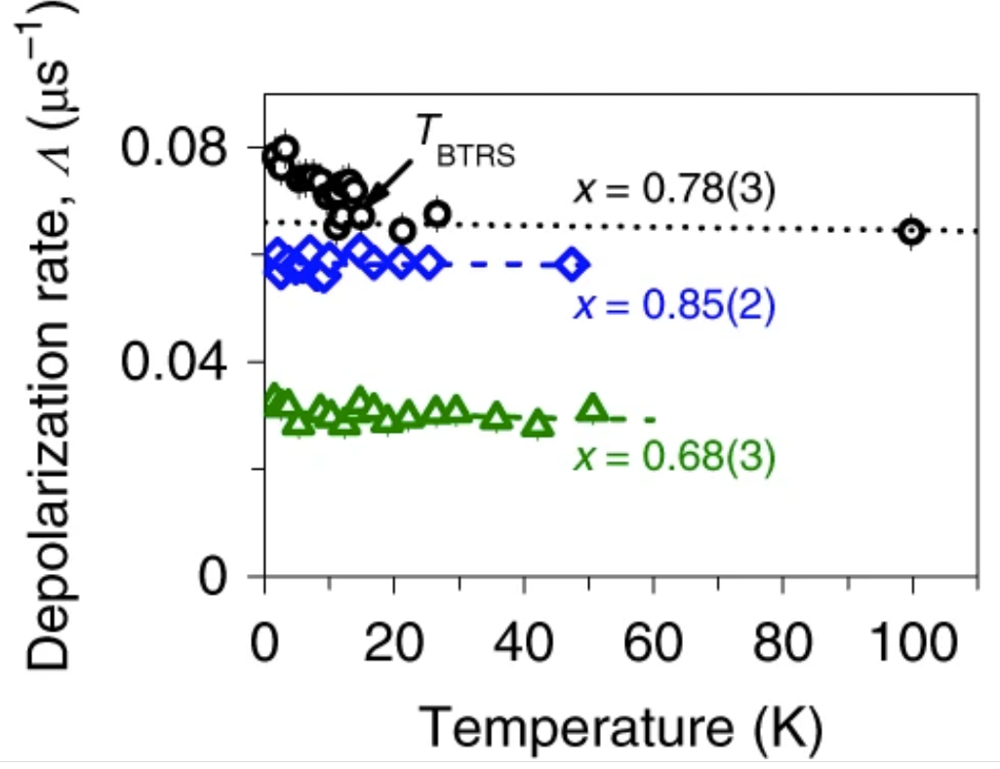 Depolarization rate, Λ (μs⁻¹)
0.08
0.04
0
T_BTRS
x = 0.78(3)
x = 0.85(2)
x = 0.68(3)
0 20 40 60 80 100
Temperature (K)